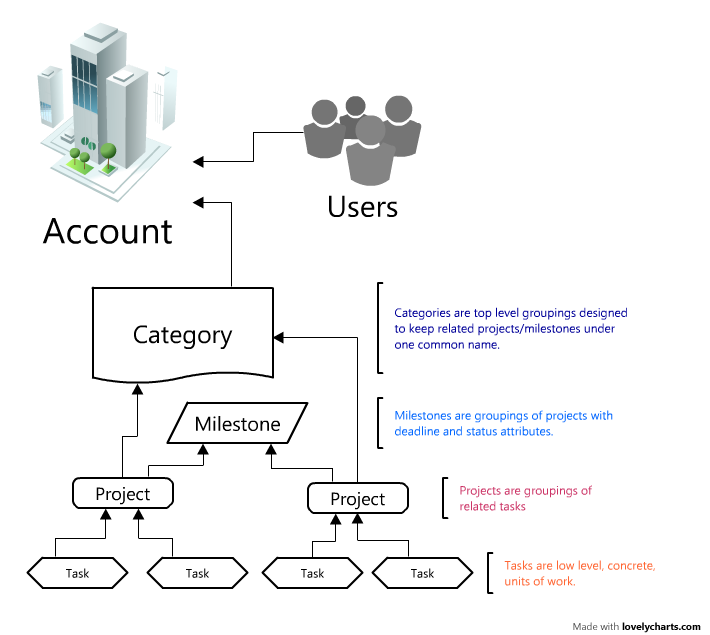 Users
Account
Category
Categories are top level groupings designed
to keep related projects/milestones under
one common name.
Milestone
Milestones are groupings of projects with
deadline and status attributes.
Project
Project
Projects are groupings of
related tasks
Task
Task
Task
Task
Tasks are low level, concrete,
units of work.
Made with lovelycharts.com